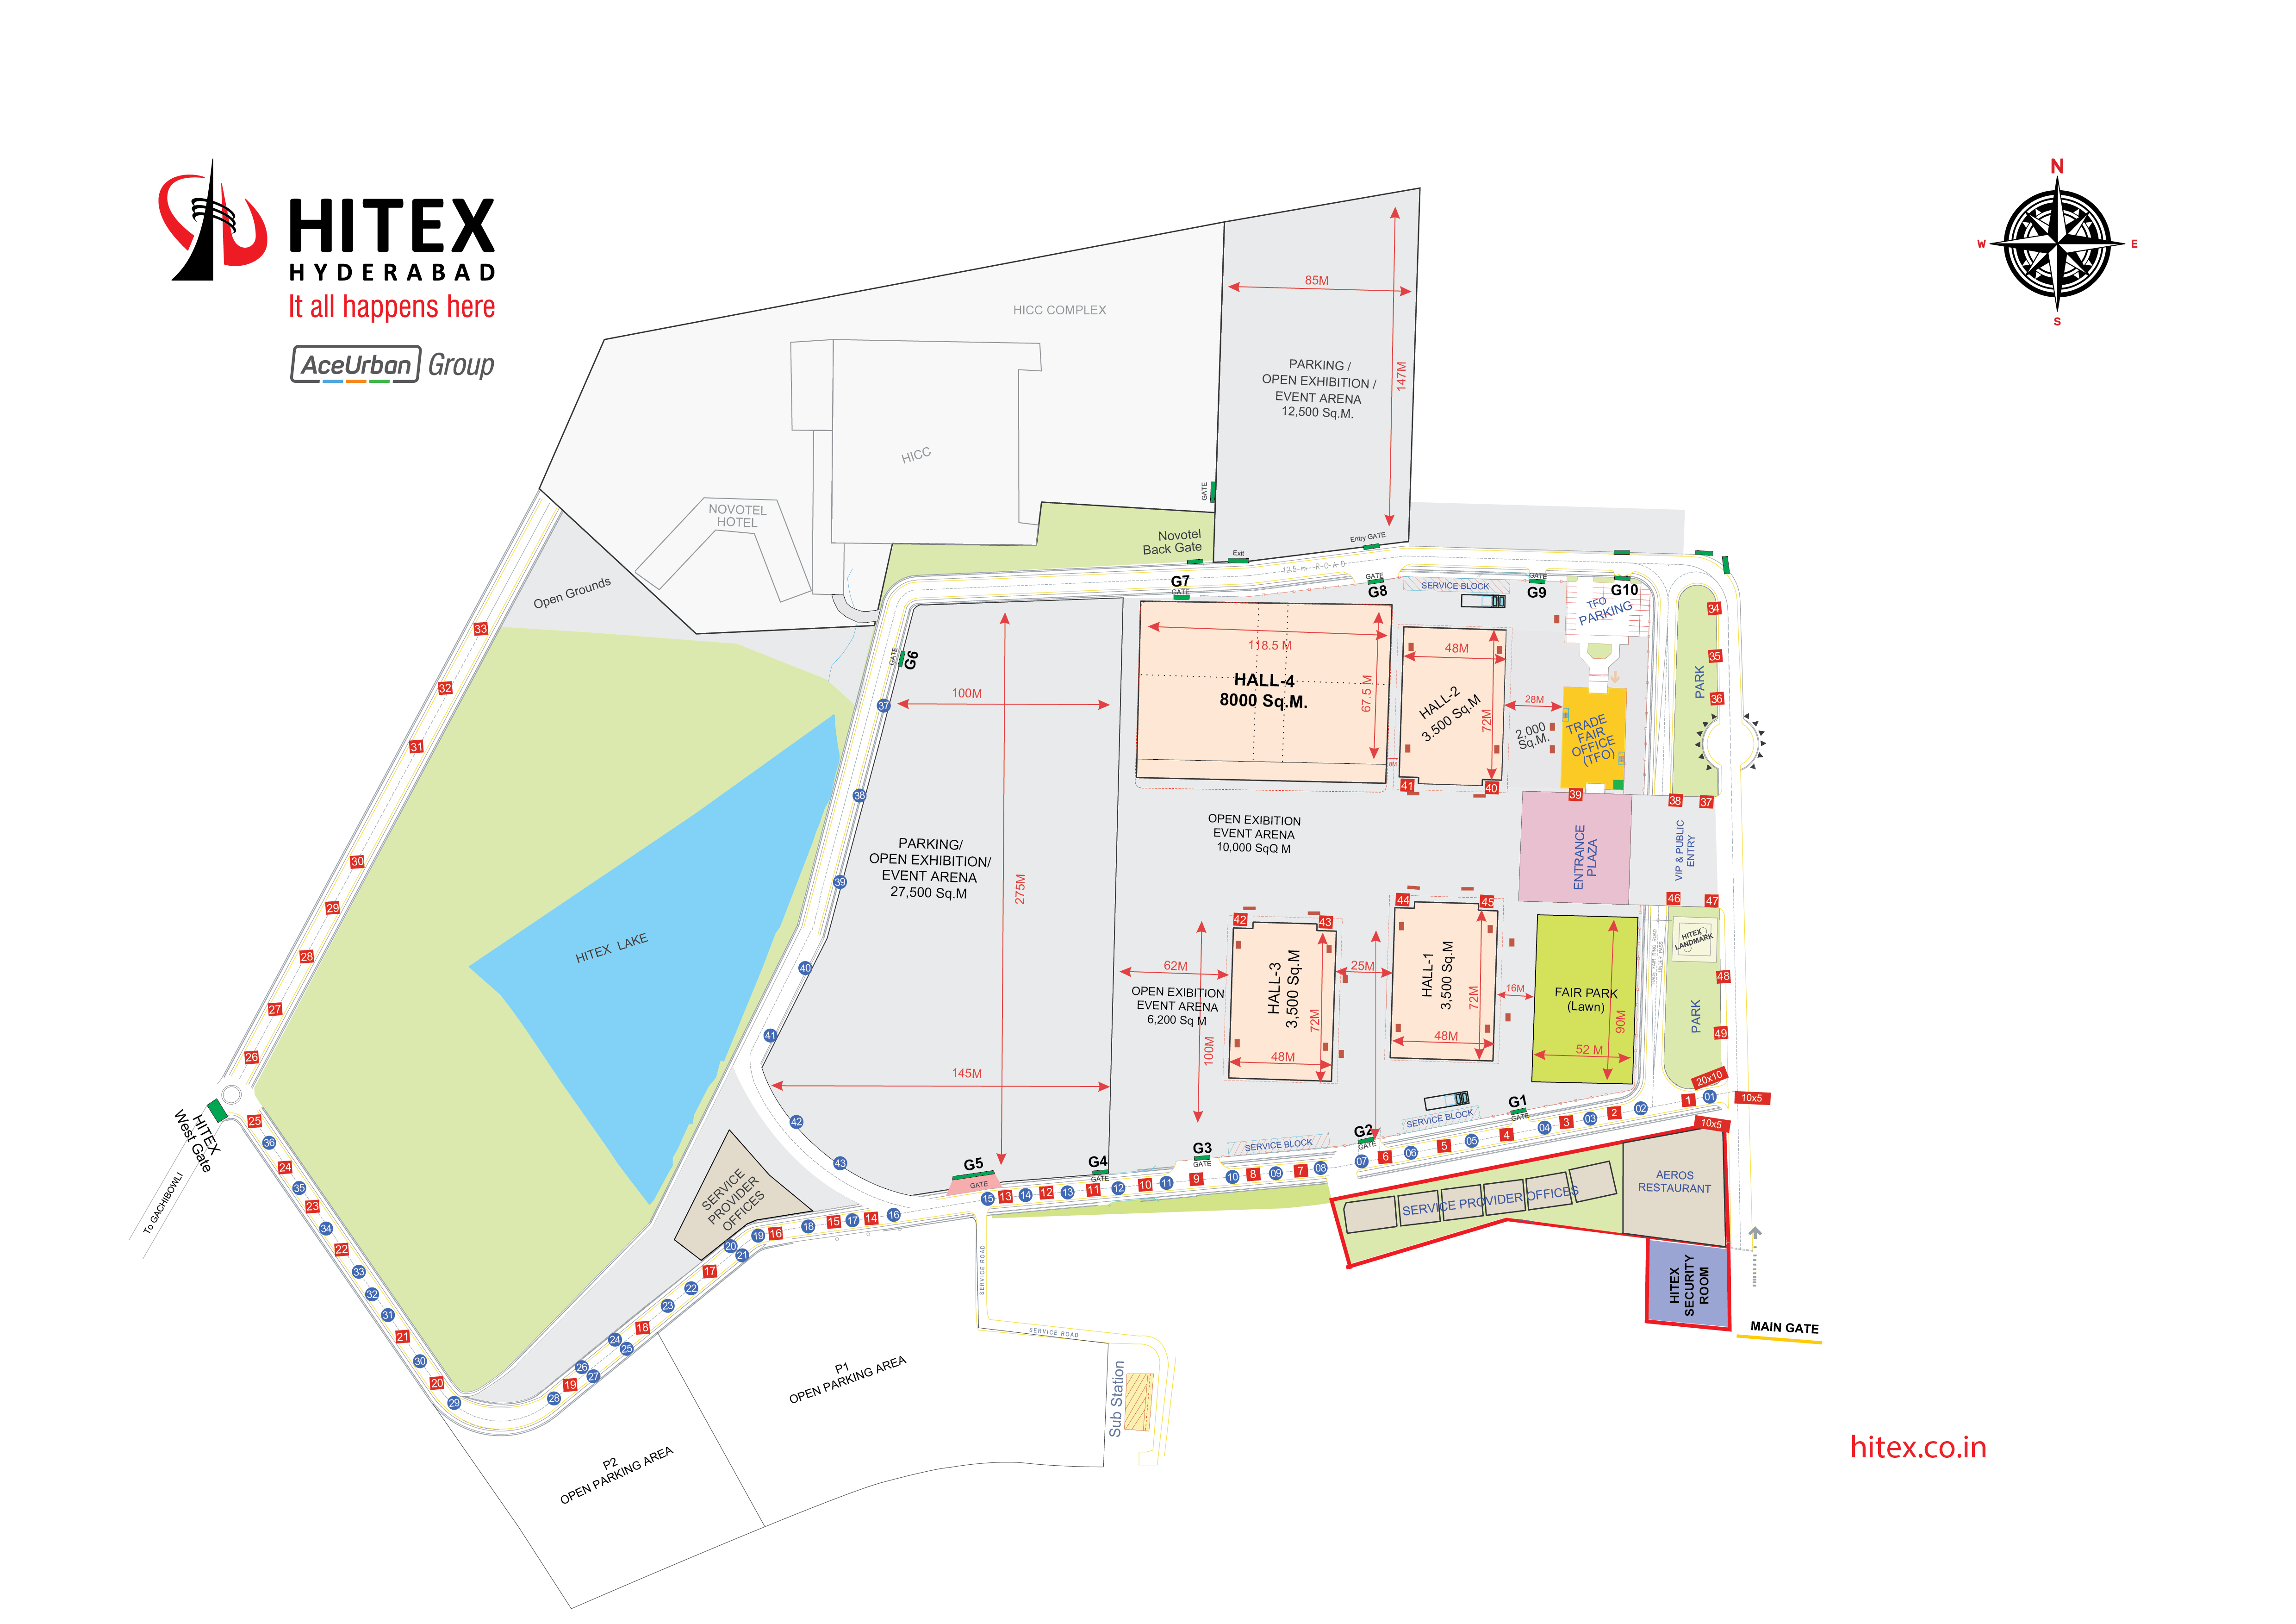 HITEX
HYDERABAD
It all happens here
AceUrban Group
N
W
E
S
85M
147M
HICC COMPLEX
PARKING /
OPEN EXHIBITION /
EVENT ARENA
12,500 Sq.M.
HICC
NOVOTEL
HOTEL
GATE
Novotel
Back Gate
Exit
Entry GATE
12.5 m ROAD
Open Grounds
G7
GATE
GATE
G8
SERVICE BLOCK
GATE
G9
G10
TFO
PARKING
34
35
36
PARK
33
32
31
30
29
28
27
26
GATE
G6
37
38
39
40
41
42
43
100M
118.5 M
HALL-4
8000 Sq.M.
67.5 M
48M
HALL-2
3.500 Sq.M
72M
28M
2,000
Sq.M.
TRADE
FAIR
OFFICE
(TFO)
8M
41
40
39
38
37
OPEN EXIBITION
EVENT ARENA
10,000 SqQ M
ENTRANCE
PLAZA
VIP & PUBLIC
ENTRY
PARKING/
OPEN EXHIBITION/
EVENT ARENA
27,500 Sq.M
275M
145M
HITEX LAKE
42
43
44
45
46
47
HITEX
LANDMARK
48
49
PARK
62M
OPEN EXIBITION
EVENT ARENA
6,200 Sq M
100M
HALL-3
3,500 Sq.M
72M
48M
25M
HALL-1
3,500 Sq.M
72M
48M
16M
FAIR PARK
(Lawn)
90M
52 M
UNDER PASS
20x10
10x5
10x5
1
01
02
2
03
3
04
4
05
5
06
6
07
08
7
09
8
10
9
11
10
12
11
13
12
14
13
15
16
14
17
15
18
16
19
20
21
17
22
23
18
24
25
26
27
19
28
29
20
30
21
31
32
33
22
34
23
35
24
36
25
G1
GATE
SERVICE BLOCK
G2
GATE
SERVICE BLOCK
G3
GATE
G4
GATE
G5
GATE
HITEX
West Gate
To GACHIBOWLI
SERVICE
PROVIDER
OFFICES
SERVICE PROVIDER OFFICES
AEROS
RESTAURANT
HITEX
SECURITY
ROOM
MAIN GATE
SERVICE ROAD
SERVICE ROAD
P1
OPEN PARKING AREA
P2
OPEN PARKING AREA
Sub Station
hitex.co.in